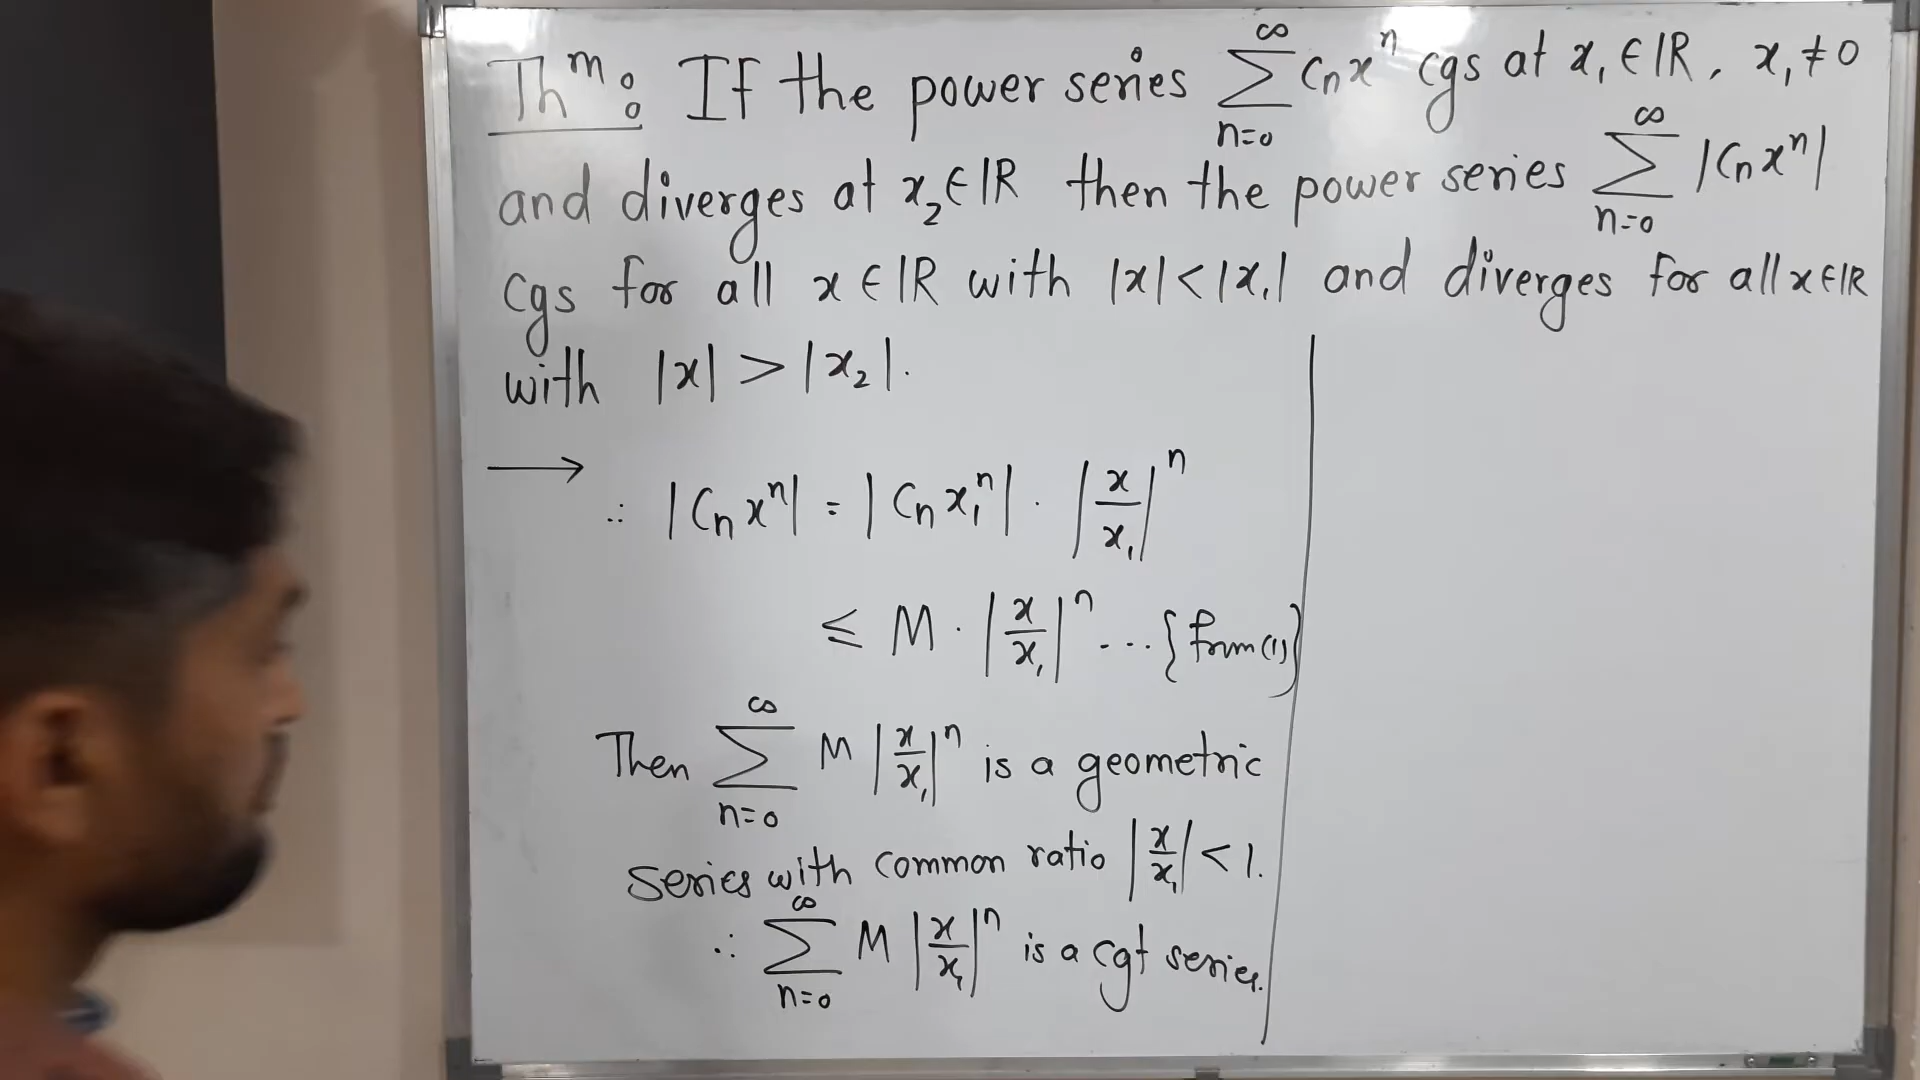 Thm: If the power series ∑_{n=0}^{∞} Cₙxⁿ cgs at x₁ ∈ ℝ, x₁ ≠ 0
and diverges at x₂ ∈ ℝ then the power series ∑_{n=0}^{∞} |Cₙxⁿ|
cgs for all x ∈ ℝ with |x| < |x₁| and diverges for all x ∈ ℝ
with |x| > |x₂|.
⟶ ∴ |Cₙxⁿ| = |Cₙx₁ⁿ| · |x/x₁|ⁿ
≤ M · |x/x₁|ⁿ ... {from (1)}
Then ∑_{n=0}^{∞} M |x/x₁|ⁿ is a geometric
series with common ratio |x/x₁| < 1.
∴ ∑_{n=0}^{∞} M |x/x₁|ⁿ is a cgt series.